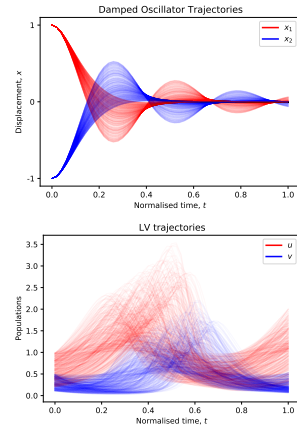 Damped Oscillator Trajectories
x₁
x₂
Displacement, x
1
0
-1
0.0 0.2 0.4 0.6 0.8 1.0
Normalised time, t
LV trajectories
u
v
Populations
3.5
3.0
2.5
2.0
1.5
1.0
0.5
0.0
0.0 0.2 0.4 0.6 0.8 1.0
Normalised time, t